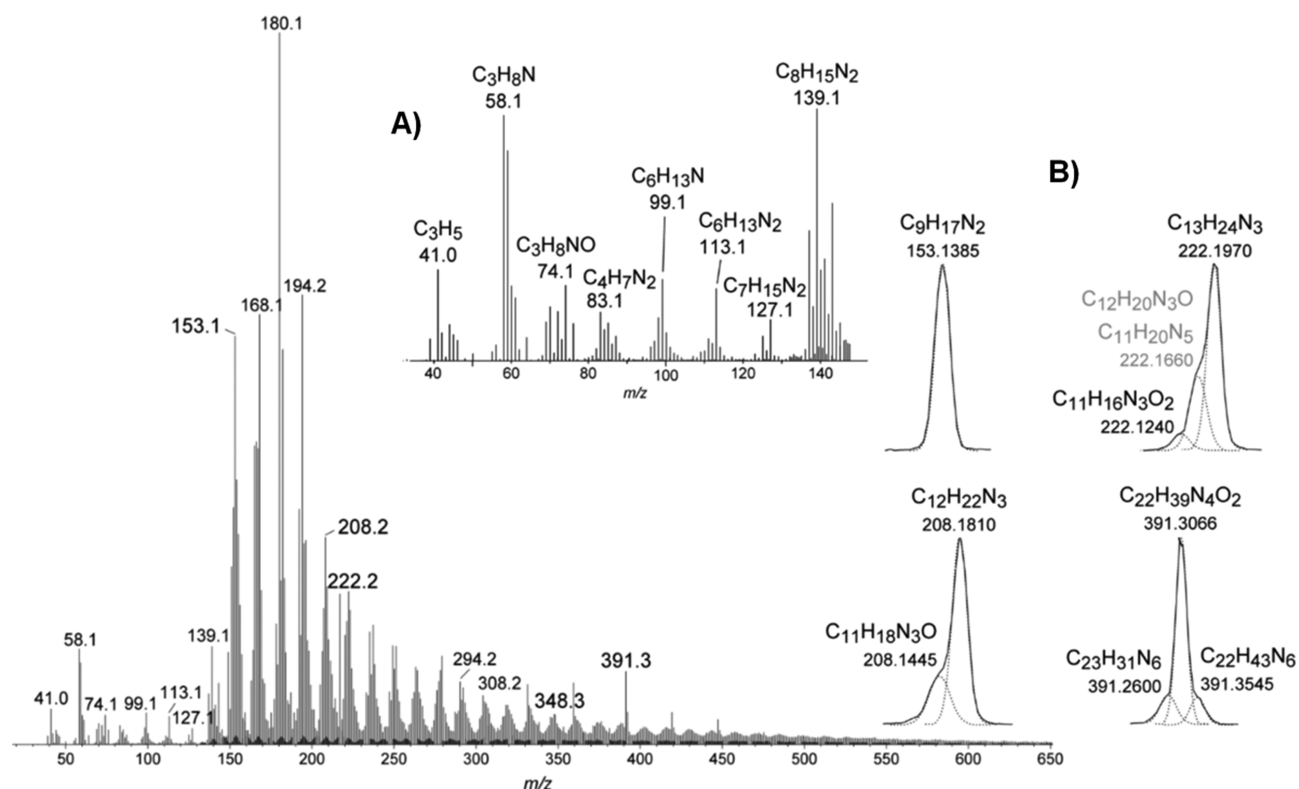 180.1
194.2
168.1
153.1
208.2
222.2
139.1
58.1
41.0
74.1
99.1
113.1
127.1
294.2
308.2
348.3
391.3
50
100
150
200
250
300
350
400
450
500
550
600
650
m/z
A)
C3H8N
58.1
C8H15N2
139.1
C6H13N
99.1
C3H5
41.0
C3H8NO
74.1
C6H13N2
113.1
C4H7N2
83.1
C7H15N2
127.1
40
60
80
100
120
140
m/z
B)
C9H17N2
153.1385
C13H24N3
222.1970
C12H20N3O
C11H20N5
222.1660
C11H16N3O2
222.1240
C12H22N3
208.1810
C11H18N3O
208.1445
C22H39N4O2
391.3066
C23H31N6
391.2600
C22H43N6
391.3545